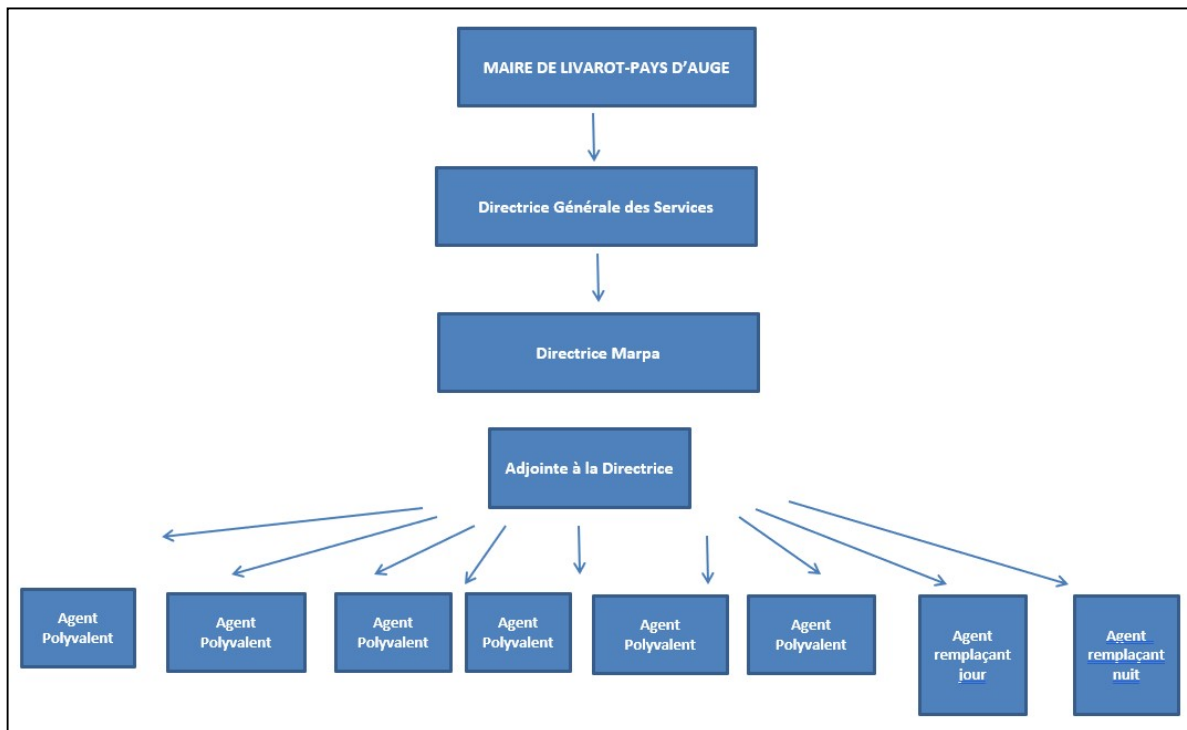 MAIRE DE LIVAROT-PAYS D’AUGE
Directrice Générale des Services
Directrice Marpa
Adjointe à la Directrice
Agent
Polyvalent
Agent
Polyvalent
Agent
Polyvalent
Agent
Polyvalent
Agent
Polyvalent
Agent
Polyvalent
Agent
remplaçant
jour
Agent
remplaçant
nuit